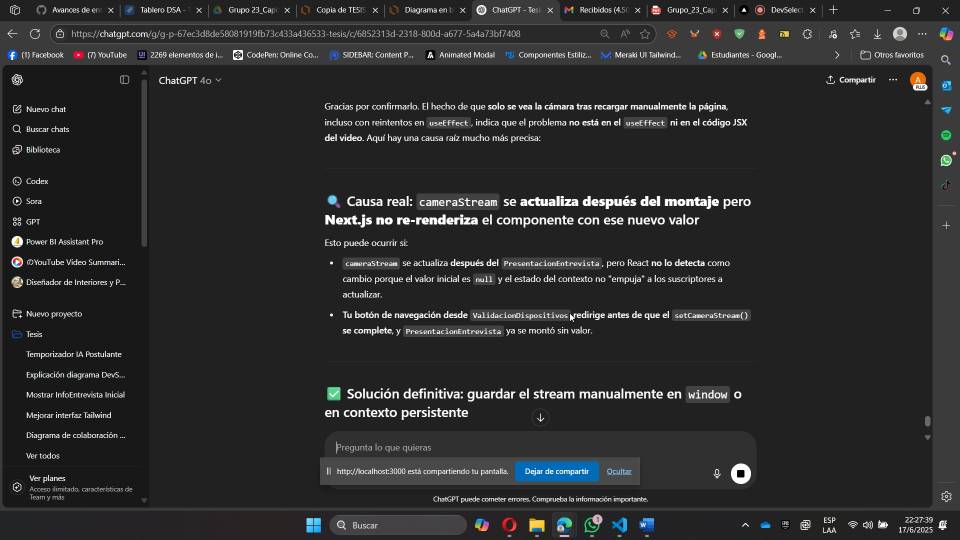 Avances de em
Tablero DSA - T
Grupo 23_Cap
Copia de TESIS
Diagrama en b
ChatGPT - Tesi
Recibidos (4.50
Grupo_23_Cap
DevSelect
https://chatgpt.com/g/g-p-67ec3d8de58081919fb73c433a436533-tesis/c/6852313d-2318-800d-a677-5a4a73bf7408
(1) Facebook
(7) YouTube
2269 elementos de i...
CodePen: Online Co...
SIDEBAR: Content P...
Animated Modal
Componentes Estiliz...
Meraki UI Tailwind...
Estudiantes - Googl...
Otros favoritos
ChatGPT 4o
Compartir
PLUS
Nuevo chat
Buscar chats
Biblioteca
Codex
Sora
GPT
Power BI Assistant Pro
YouTube Video Summari...
Diseñador de Interiores y P...
Nuevo proyecto
Tesis
Temporizador IA Postulante
Explicación diagrama DevS...
Mostrar InfoEntrevista Inicial
Mejorar interfaz Tailwind
Diagrama de colaboración ...
Ver todos
Ver planes
Acceso ilimitado, características de
Team y más
Gracias por confirmarlo. El hecho de que solo se vea la cámara tras recargar manualmente la página,
incluso con reintentos en useEffect, indica que el problema no está en el useEffect ni en el código JSX
del video. Aquí hay una causa raíz mucho más precisa:
Causa real: cameraStream se actualiza después del montaje pero
Next.js no re-renderiza el componente con ese nuevo valor
Esto puede ocurrir si:
• cameraStream se actualiza después del PresentacionEntrevista, pero React no lo detecta como
cambio porque el valor inicial es null y el estado del contexto no "empuja" a los suscriptores a
actualizar.
• Tu botón de navegación desde ValidacionDispositivos redirige antes de que el setCameraStream()
se complete, y PresentacionEntrevista ya se montó sin valor.
Solución definitiva: guardar el stream manualmente en window o
en contexto persistente
Pregunta lo que quieras
http://localhost:3000 está compartiendo tu pantalla.
Dejar de compartir
Ocultar
ChatGPT puede cometer errores. Comprueba la información importante.
Buscar
ESP
LAA
22:27:39
17/6/2025